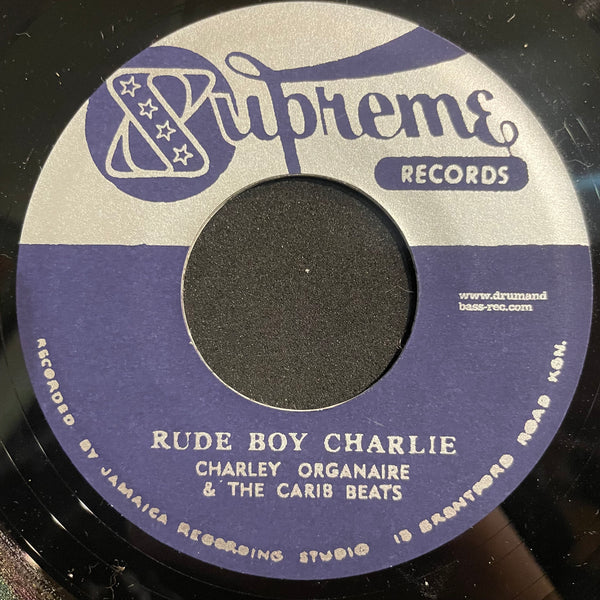 Supreme
RECORDS
www.drumand
bass-rec.com
RUDE BOY CHARLIE
CHARLEY ORGANAIRE
& THE CARIB BEATS
RECORDED BY JAMAICA RECORDING STUDIO 13 BRENTFORD ROAD KGN.